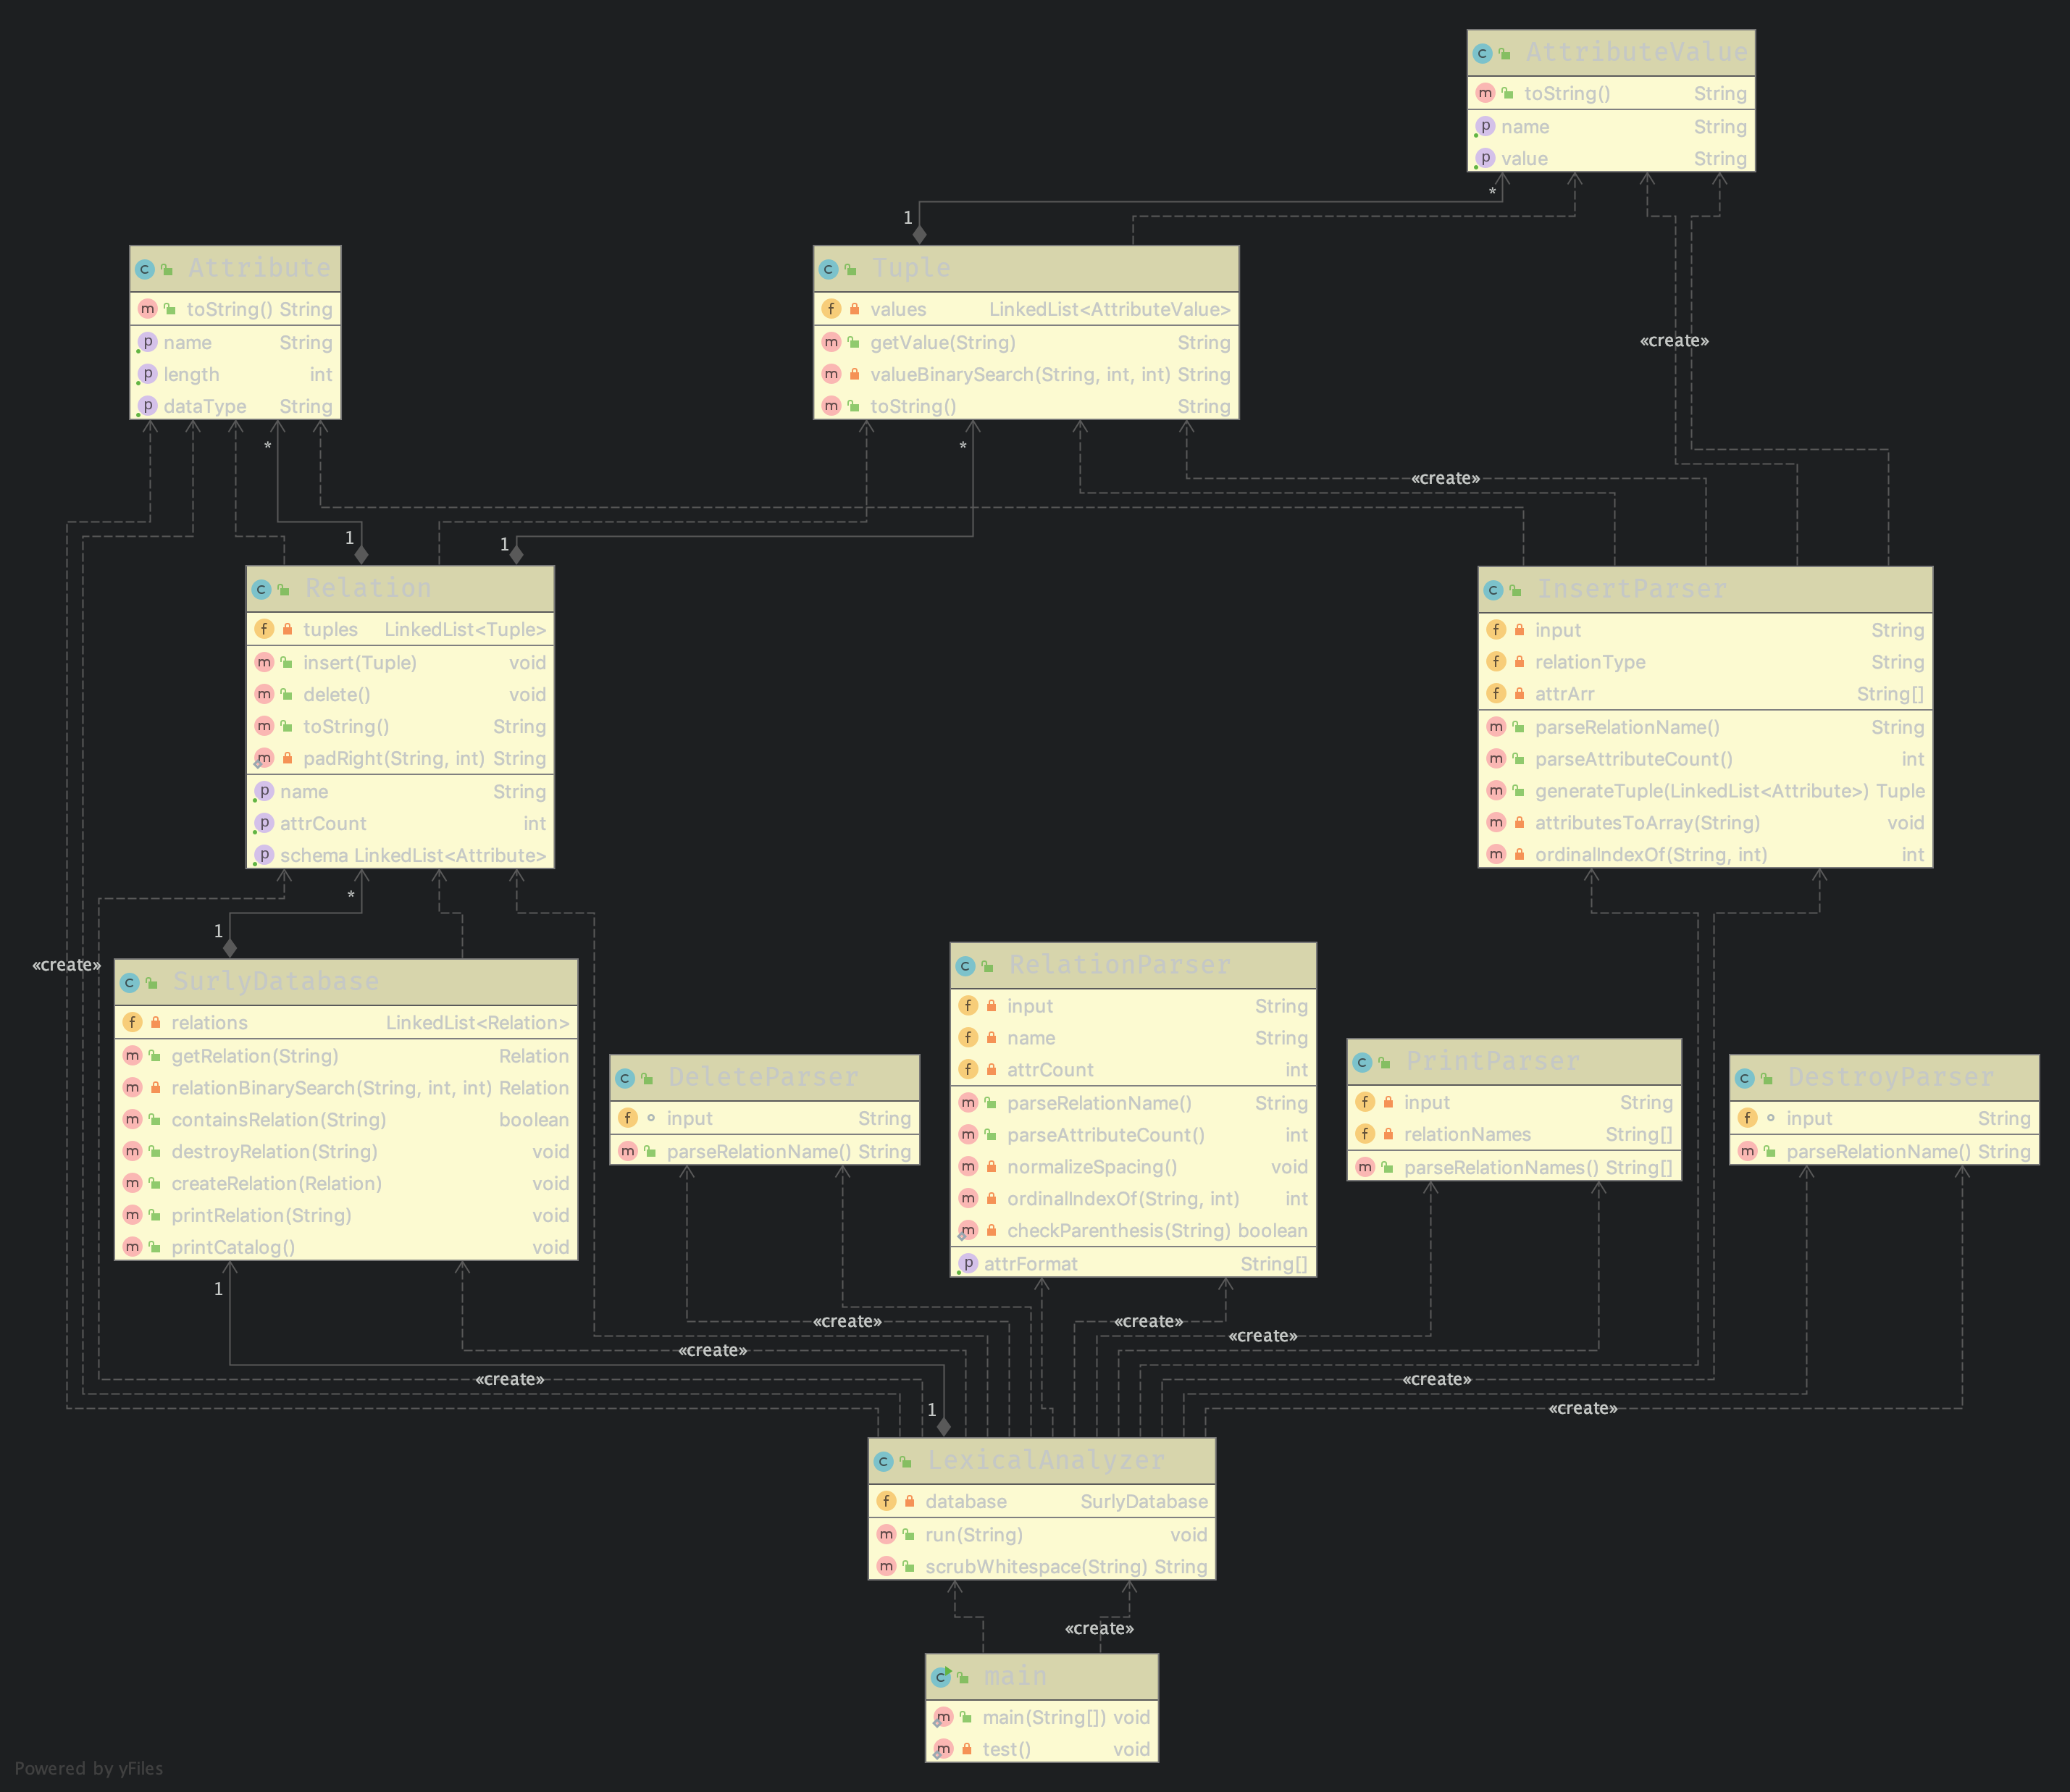 AttributeValue
toString() String
name String
value String
*
1
«create»
Attribute
toString() String
name String
length int
dataType String
*
Tuple
values LinkedList<AttributeValue>
getValue(String) String
valueBinarySearch(String, int, int) String
toString() String
*
«create»
1
1
Relation
tuples LinkedList<Tuple>
insert(Tuple) void
delete() void
toString() String
padRight(String, int) String
name String
attrCount int
schema LinkedList<Attribute>
*
1
InsertParser
input String
relationType String
attrArr String[]
parseRelationName() String
parseAttributeCount() int
generateTuple(LinkedList<Attribute>) Tuple
attributesToArray(String) void
ordinalIndexOf(String, int) int
«create»
SurlyDatabase
relations LinkedList<Relation>
getRelation(String) Relation
relationBinarySearch(String, int, int) Relation
containsRelation(String) boolean
destroyRelation(String) void
createRelation(Relation) void
printRelation(String) void
printCatalog() void
1
DeleteParser
input String
parseRelationName() String
RelationParser
input String
name String
attrCount int
parseRelationName() String
parseAttributeCount() int
normalizeSpacing() void
ordinalIndexOf(String, int) int
checkParenthesis(String) boolean
attrFormat String[]
PrintParser
input String
relationNames String[]
parseRelationNames() String[]
DestroyParser
input String
parseRelationName() String
«create»
«create»
«create»
«create»
«create»
«create»
«create»
1
LexicalAnalyzer
database SurlyDatabase
run(String) void
scrubWhitespace(String) String
«create»
main
main(String[]) void
test() void
Powered by yFiles